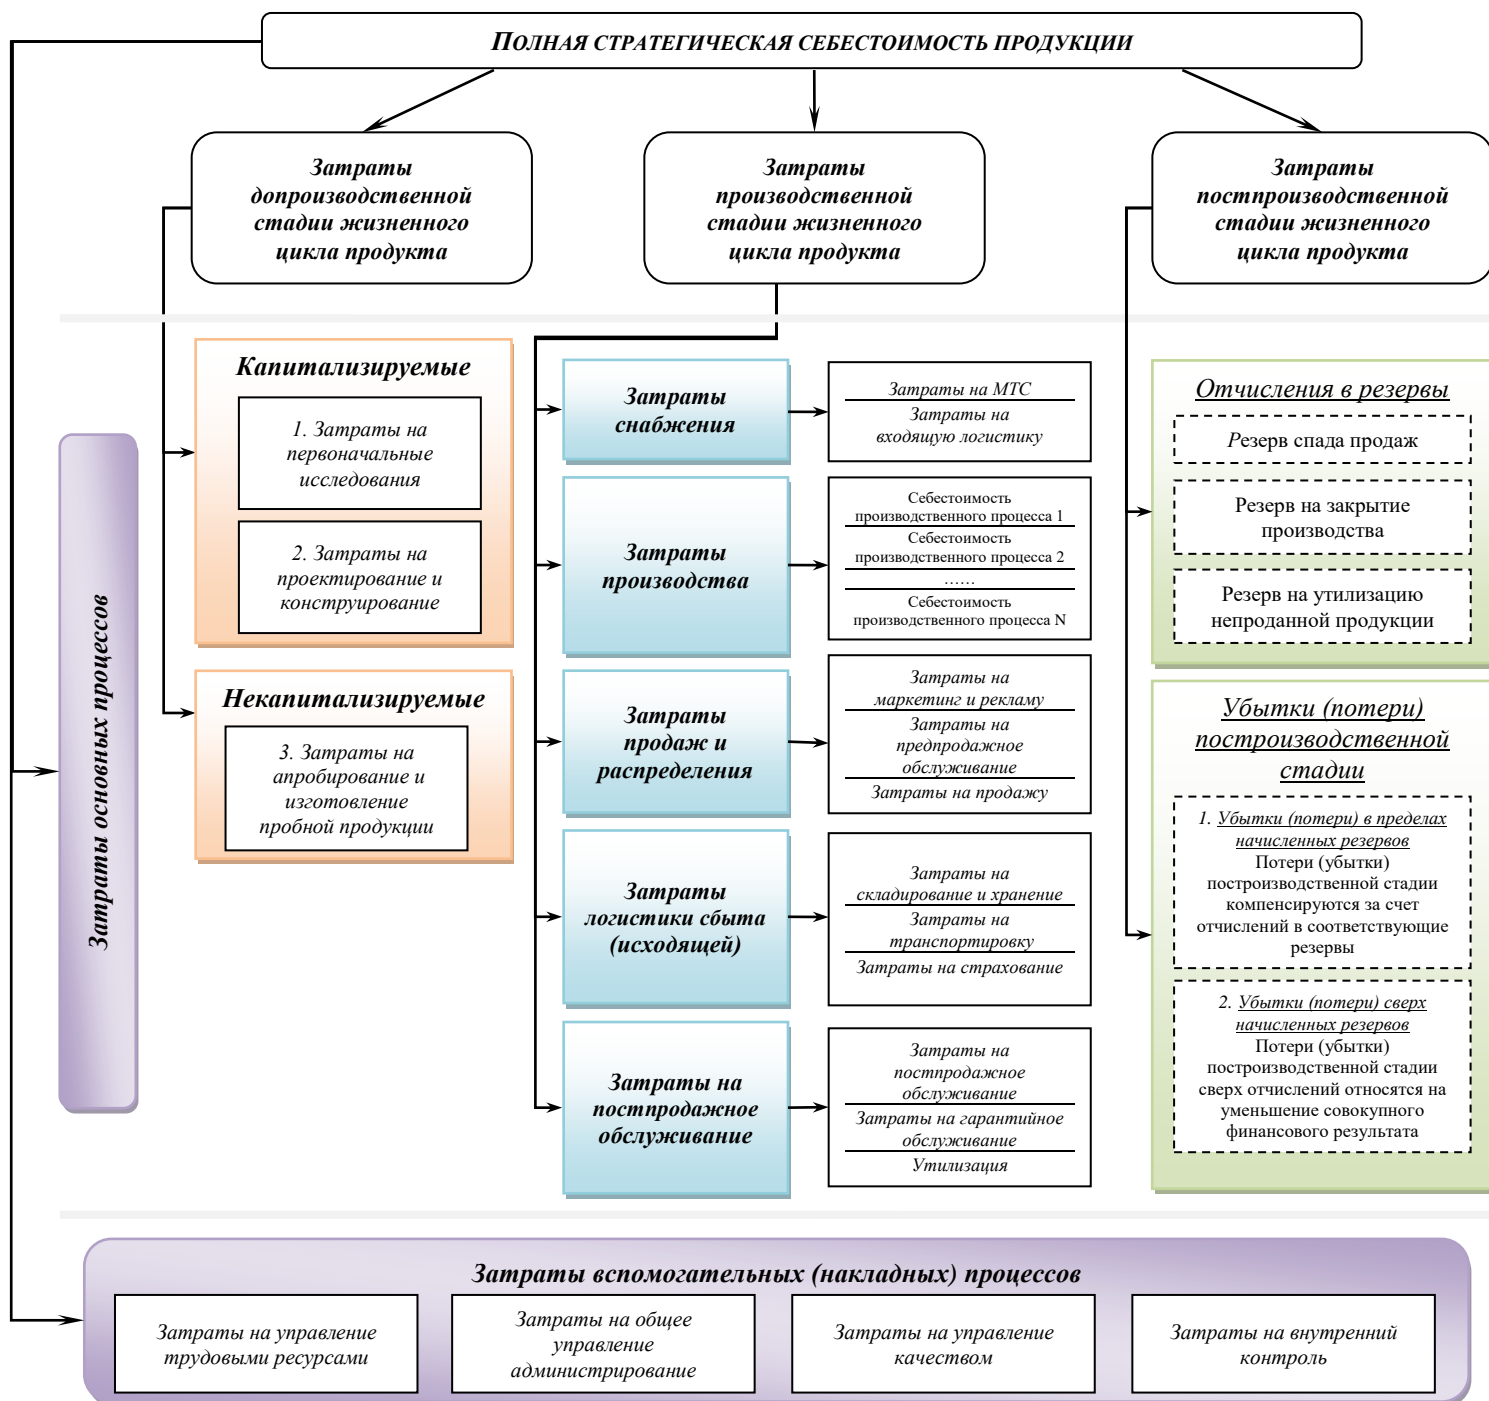 ПОЛНАЯ СТРАТЕГИЧЕСКАЯ СЕБЕСТОИМОСТЬ ПРОДУКЦИИ
Затраты
допроизводственной
стадии жизненного
цикла продукта
Затраты
производственной
стадии жизненного
цикла продукта
Затраты
постпроизводственной
стадии жизненного
цикла продукта
Затраты основных процессов
Капитализируемые
1. Затраты на
первоначальные
исследования
2. Затраты на
проектирование и
конструирование
Некапитализируемые
3. Затраты на
апробирование и
изготовление
пробной продукции
Затраты
снабжения
Затраты на МТС
Затраты на
входящую логистику
Затраты
производства
Себестоимость
производственного процесса 1
Себестоимость
производственного процесса 2
……
Себестоимость
производственного процесса N
Затраты
продаж и
распределения
Затраты на
маркетинг и рекламу
Затраты на
предпродажное
обслуживание
Затраты на продажу
Затраты
логистики сбыта
(исходящей)
Затраты на
складирование и хранение
Затраты на
транспортировку
Затраты на страхование
Затраты на
постпродажное
обслуживание
Затраты на
постпродажное
обслуживание
Затраты на гарантийное
обслуживание
Утилизация
Отчисления в резервы
Резерв спада продаж
Резерв на закрытие
производства
Резерв на утилизацию
непроданной продукции
Убытки (потери)
построизводственной
стадии
1. Убытки (потери) в пределах
начисленных резервов
Потери (убытки)
построизводственной стадии
компенсируются за счет
отчислений в соответствующие
резервы
2. Убытки (потери) сверх
начисленных резервов
Потери (убытки)
построизводственной стадии
сверх отчислений относятся на
уменьшение совокупного
финансового результата
Затраты вспомогательных (накладных) процессов
Затраты на управление
трудовыми ресурсами
Затраты на общее
управление
администрирование
Затраты на управление
качеством
Затраты на внутренний
контроль